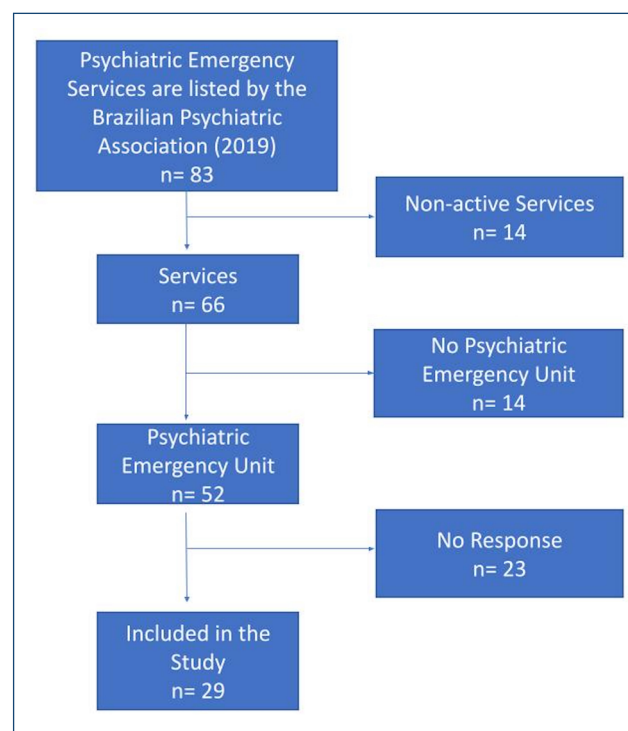 Psychiatric Emergency
Services are listed by the
Brazilian Psychiatric
Association (2019)
n= 83
Non-active Services
n= 14
Services
n= 66
No Psychiatric
Emergency Unit
n= 14
Psychiatric
Emergency Unit
n= 52
No Response
n= 23
Included in the
Study
n= 29